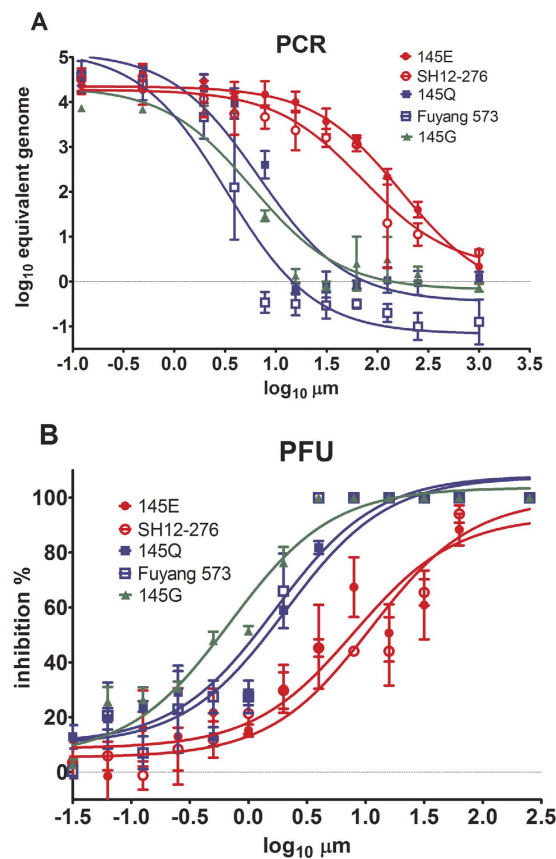 A
PCR
145E
SH12-276
145Q
Fuyang 573
145G
log10 equivalent genome
5
4
3
2
1
0
-1
-1.0 -0.5 0.0 0.5 1.0 1.5 2.0 2.5 3.0 3.5
log10 μm
B
PFU
145E
SH12-276
145Q
Fuyang 573
145G
inhibition %
100
80
60
40
20
0
-1.5 -1.0 -0.5 0.0 0.5 1.0 1.5 2.0 2.5
log10 μm